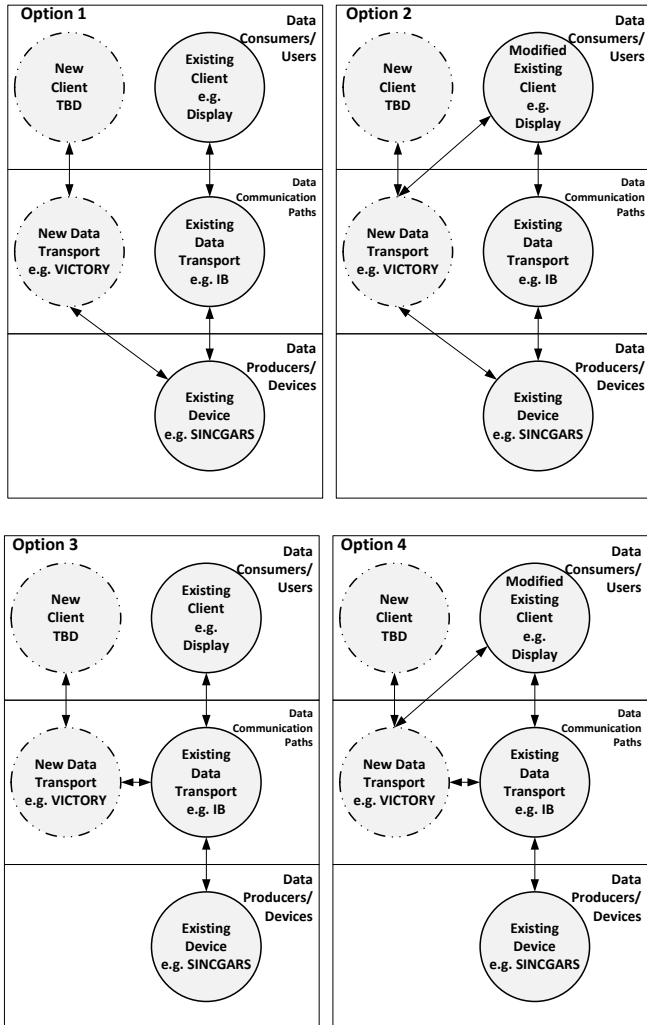 Option 1
Data
Consumers/
Users
New
Client
TBD
Existing
Client
e.g.
Display
Data
Communication
Paths
New Data
Transport
e.g. VICTORY
Existing
Data
Transport
e.g. IB
Data
Producers/
Devices
Existing
Device
e.g. SINCGARS
Option 2
Data
Consumers/
Users
New
Client
TBD
Modified
Existing
Client
e.g.
Display
Data
Communication
Paths
New Data
Transport
e.g. VICTORY
Existing
Data
Transport
e.g. IB
Data
Producers/
Devices
Existing
Device
e.g. SINCGARS
Option 3
Data
Consumers/
Users
New
Client
TBD
Existing
Client
e.g.
Display
Data
Communication
Paths
New Data
Transport
e.g. VICTORY
Existing
Data
Transport
e.g. IB
Data
Producers/
Devices
Existing
Device
e.g. SINCGARS
Option 4
Data
Consumers/
Users
New
Client
TBD
Modified
Existing
Client
e.g.
Display
Data
Communication
Paths
New Data
Transport
e.g. VICTORY
Existing
Data
Transport
e.g. IB
Data
Producers/
Devices
Existing
Device
e.g. SINCGARS